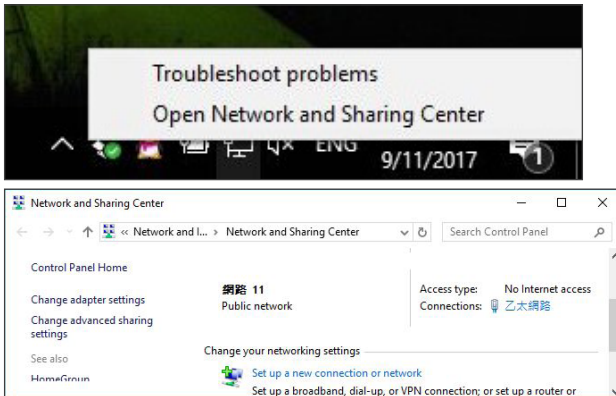 Troubleshoot problems
Open Network and Sharing Center
ENG
9/11/2017
1
Network and Sharing Center
« Network and I... › Network and Sharing Center
Search Control Panel
Control Panel Home
Change adapter settings
Change advanced sharing
settings
See also
HomeGroup
網路 11
Public network
Access type: No Internet access
Connections: 乙太網路
Change your networking settings
Set up a new connection or network
Set up a broadband, dial-up, or VPN connection; or set up a router or